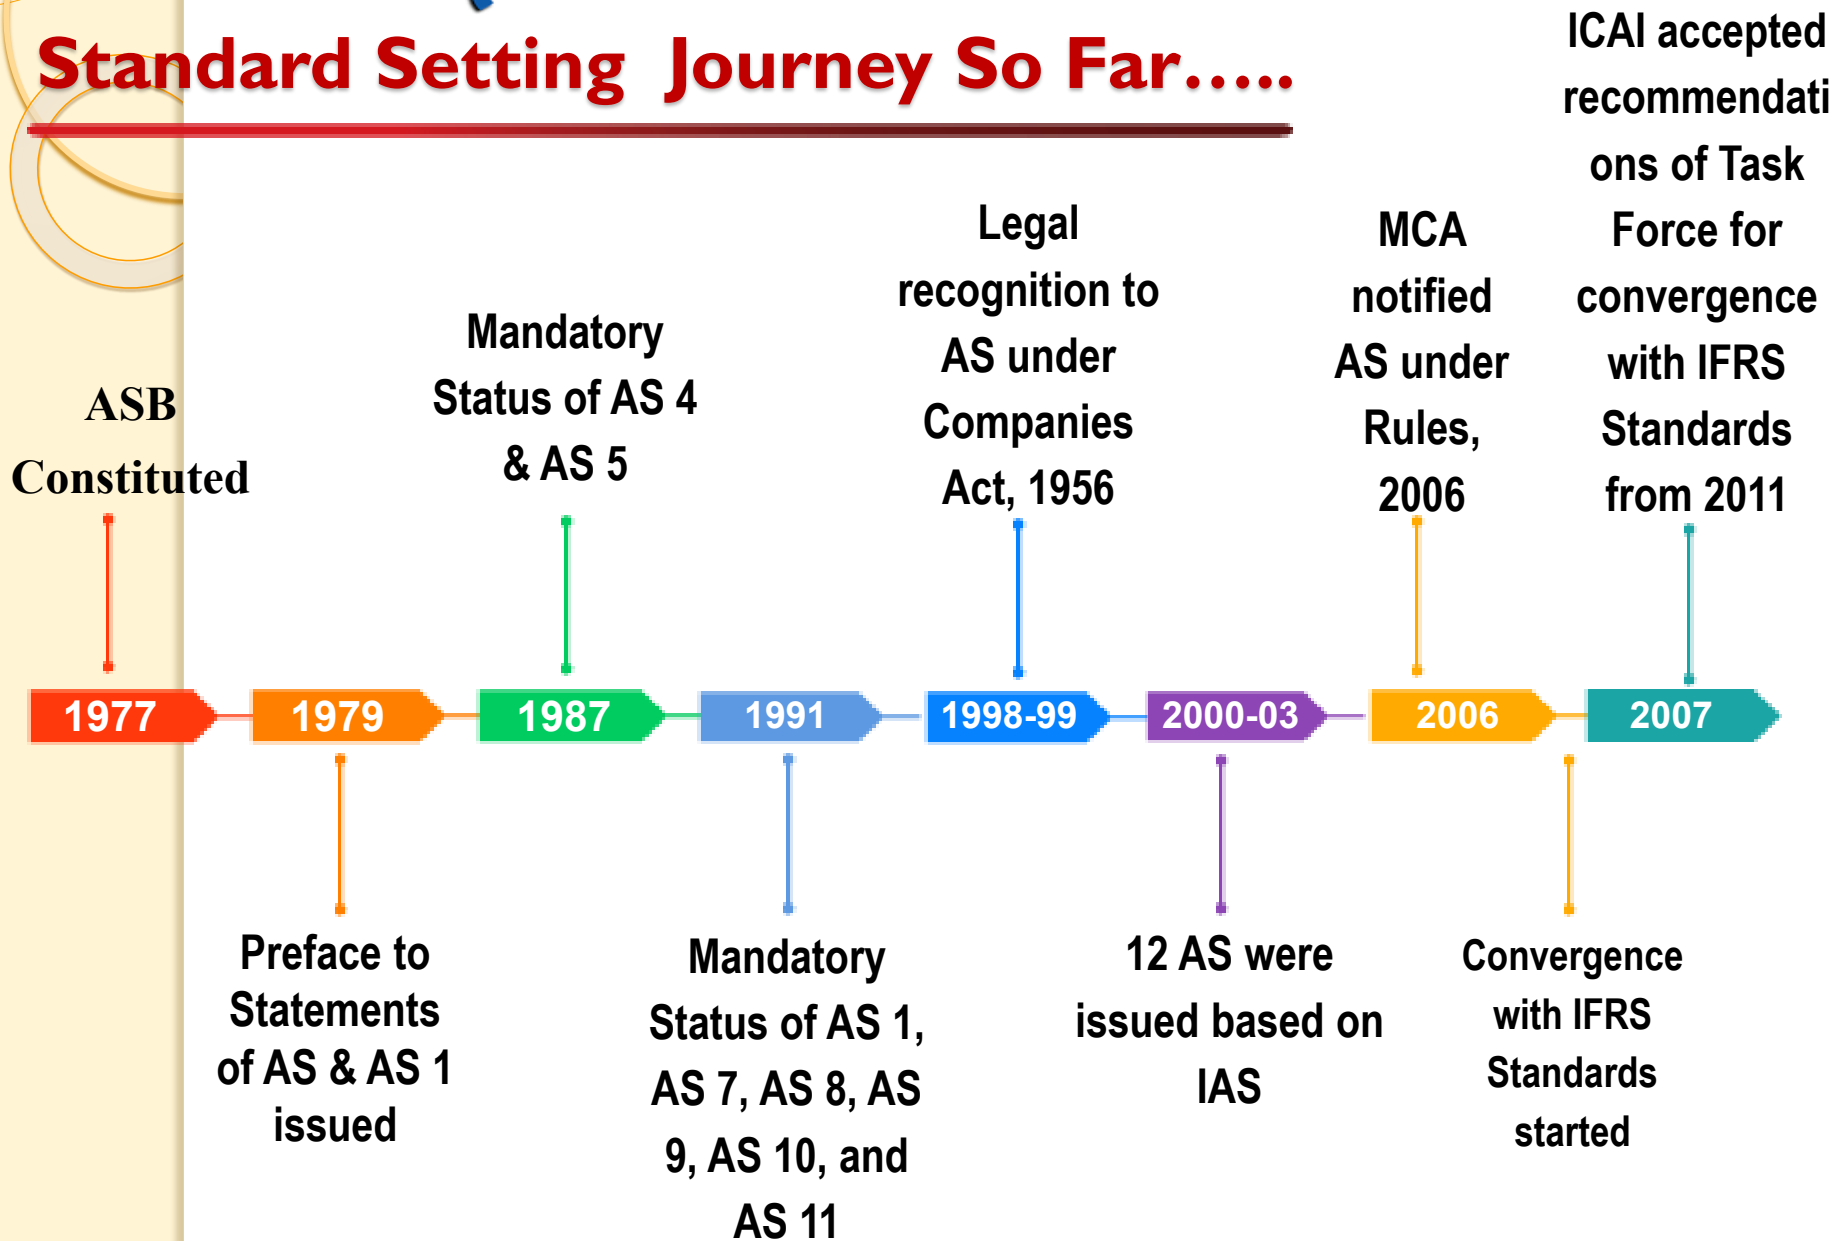 Standard Setting Journey So Far.....
ASB
Constituted
Mandatory
Status of AS 4
& AS 5
Legal
recognition to
AS under
Companies
Act, 1956
MCA
notified
AS under
Rules,
2006
ICAI accepted
recommendati
ons of Task
Force for
convergence
with IFRS
Standards
from 2011
1977
1979
1987
1991
1998-99
2000-03
2006
2007
Preface to
Statements
of AS & AS 1
issued
Mandatory
Status of AS 1,
AS 7, AS 8, AS
9, AS 10, and
AS 11
12 AS were
issued based on
IAS
Convergence
with IFRS
Standards
started